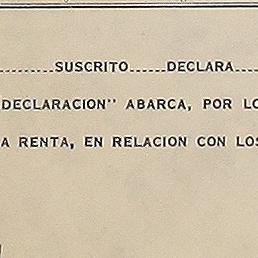 ..........SUSCRITO......DECLARA....
DECLARACION" ABARCA, POR LO
A RENTA, EN RELACION CON LOS